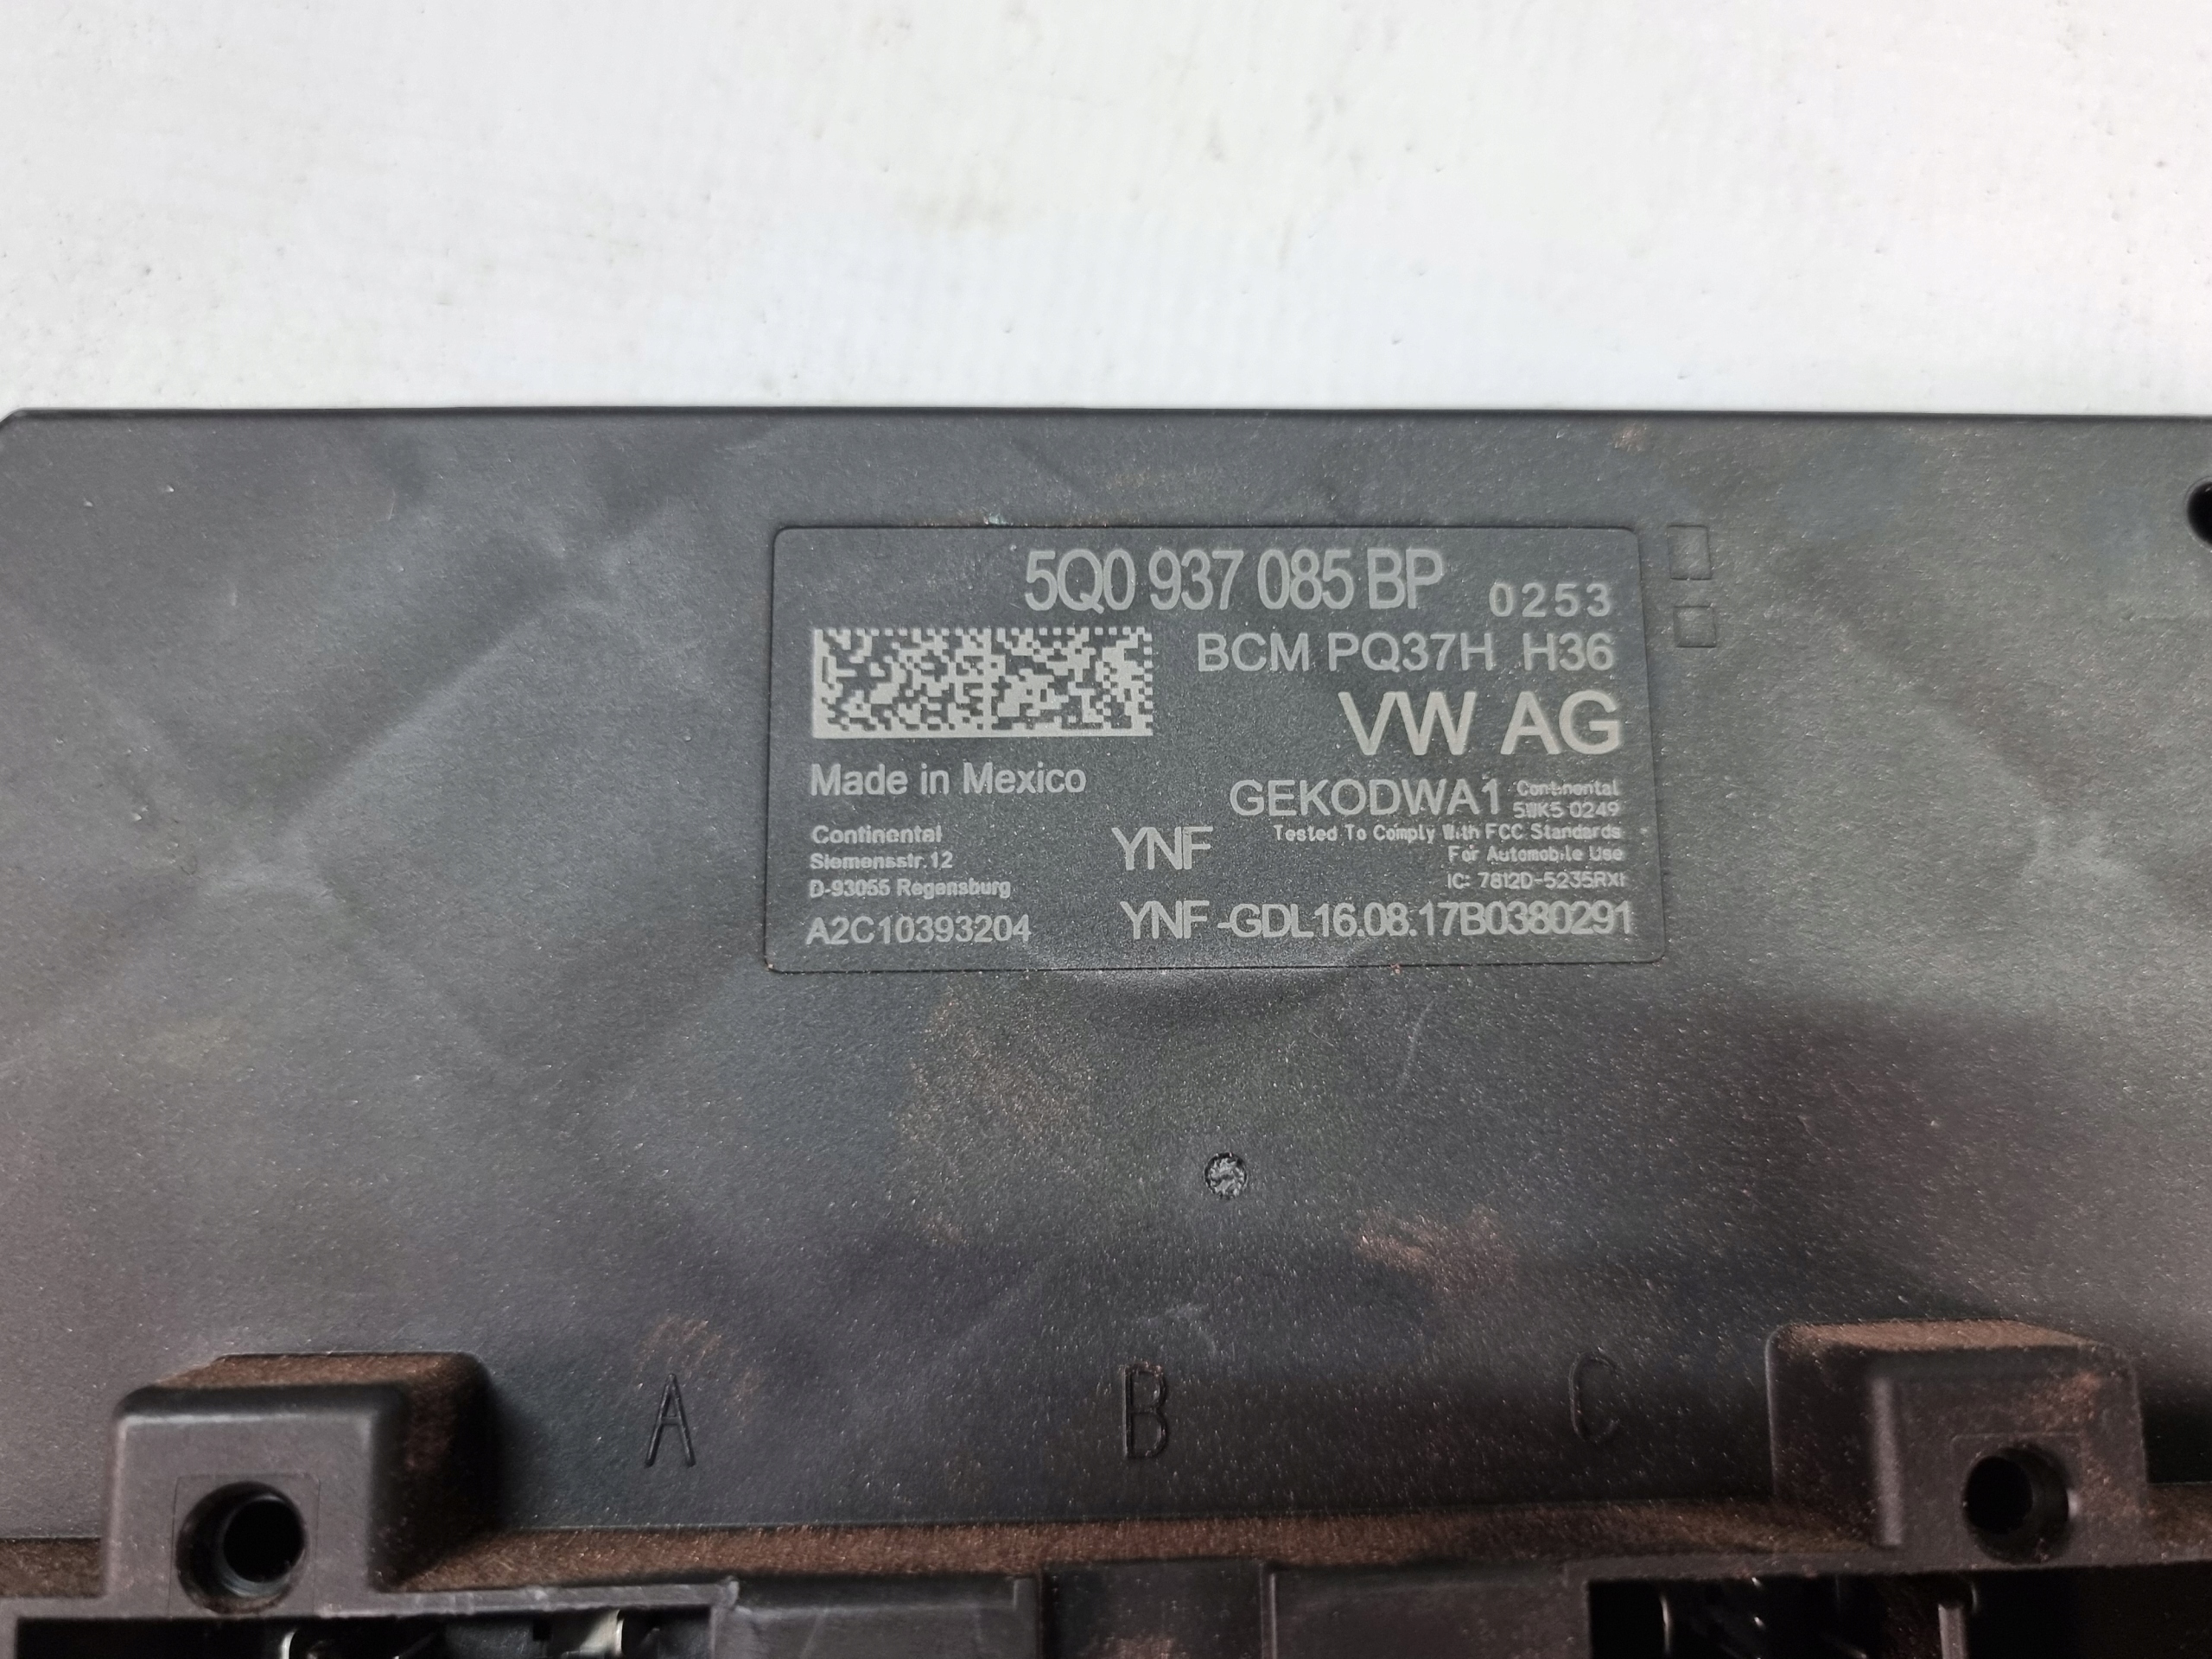 5Q0 937 085 BP 0253
BCM PQ37H H36
VW AG
Made in Mexico
GEKODWA1
Continental
5WK5 0249
Continental
Siemensstr.12
D-93055 Regensburg
A2C10393204
YNF
Tested To Comply With FCC Standards
For Automobile Use
IC: 7812D-5235RXI
YNF-GDL16.08.17B0380291
A B C